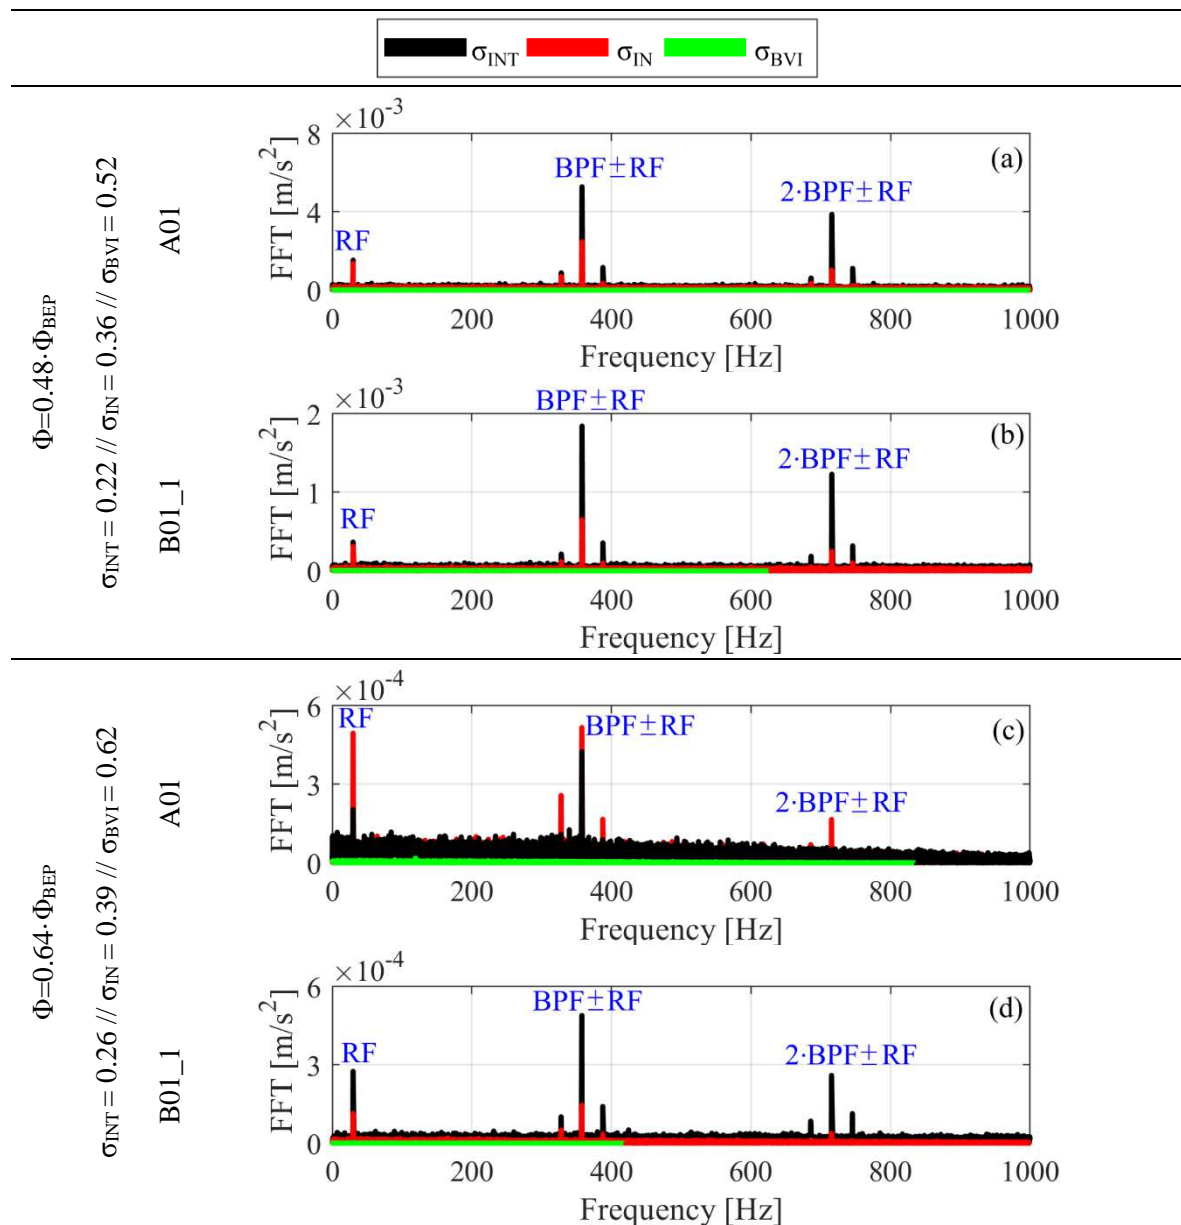 σINT σIN σBVI
Φ=0.48·ΦBEP
σINT = 0.22 // σIN = 0.36 // σBVI = 0.52
A01
×10-3
FFT [m/s2]
8
4
0
RF
BPF±RF
2·BPF±RF
(a)
0 200 400 600 800 1000
Frequency [Hz]
B01_1
×10-3
FFT [m/s2]
2
1
0
RF
BPF±RF
2·BPF±RF
(b)
0 200 400 600 800 1000
Frequency [Hz]
Φ=0.64·ΦBEP
σINT = 0.26 // σIN = 0.39 // σBVI = 0.62
A01
×10-4
FFT [m/s2]
6
3
0
RF
BPF±RF
2·BPF±RF
(c)
0 200 400 600 800 1000
Frequency [Hz]
B01_1
×10-4
FFT [m/s2]
6
3
0
RF
BPF±RF
2·BPF±RF
(d)
0 200 400 600 800 1000
Frequency [Hz]